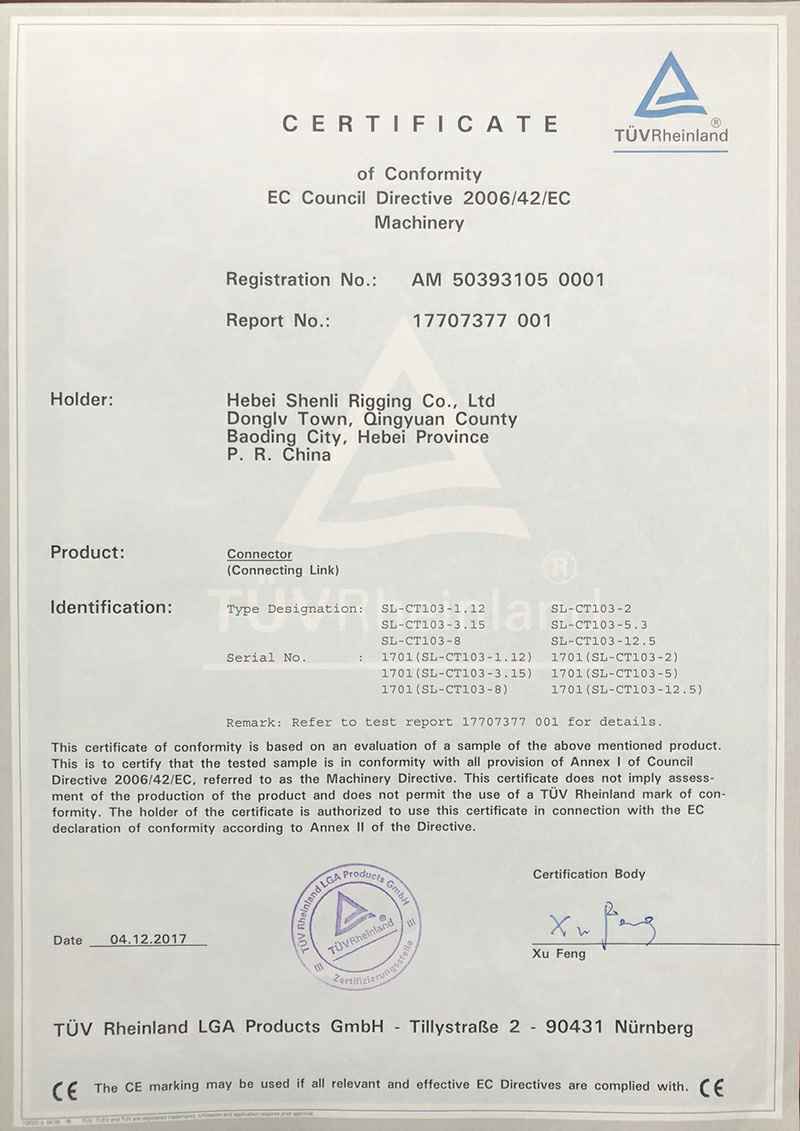 TÜVRheinland®
CERTIFICATE
of Conformity
EC Council Directive 2006/42/EC
Machinery
Registration No.: AM 50393105 0001
Report No.: 17707377 001
Holder: Hebei Shenli Rigging Co., Ltd
Donglv Town, Qingyuan County
Baoding City, Hebei Province
P. R. China
Product: Connector
(Connecting Link)
TÜVRheinland®
Identification: Type Designation: SL-CT103-1.12 SL-CT103-2
SL-CT103-3.15 SL-CT103-5.3
SL-CT103-8 SL-CT103-12.5
Serial No. : 1701(SL-CT103-1.12) 1701(SL-CT103-2)
1701(SL-CT103-3.15) 1701(SL-CT103-5)
1701(SL-CT103-8) 1701(SL-CT103-12.5)
Remark: Refer to test report 17707377 001 for details.
This certificate of conformity is based on an evaluation of a sample of the above mentioned product.
This is to certify that the tested sample is in conformity with all provision of Annex I of Council
Directive 2006/42/EC, referred to as the Machinery Directive. This certificate does not imply assess-
ment of the production of the product and does not permit the use of a TÜV Rheinland mark of con-
formity. The holder of the certificate is authorized to use this certificate in connection with the EC
declaration of conformity according to Annex II of the Directive.
Certification Body
TÜV Rheinland LGA Products GmbH
TÜVRheinland®
Zertifizierungsstelle
Xu Feng
Date 04.12.2017
Xu Feng
TÜV Rheinland LGA Products GmbH - Tillystraße 2 - 90431 Nürnberg
CE The CE marking may be used if all relevant and effective EC Directives are complied with. CE